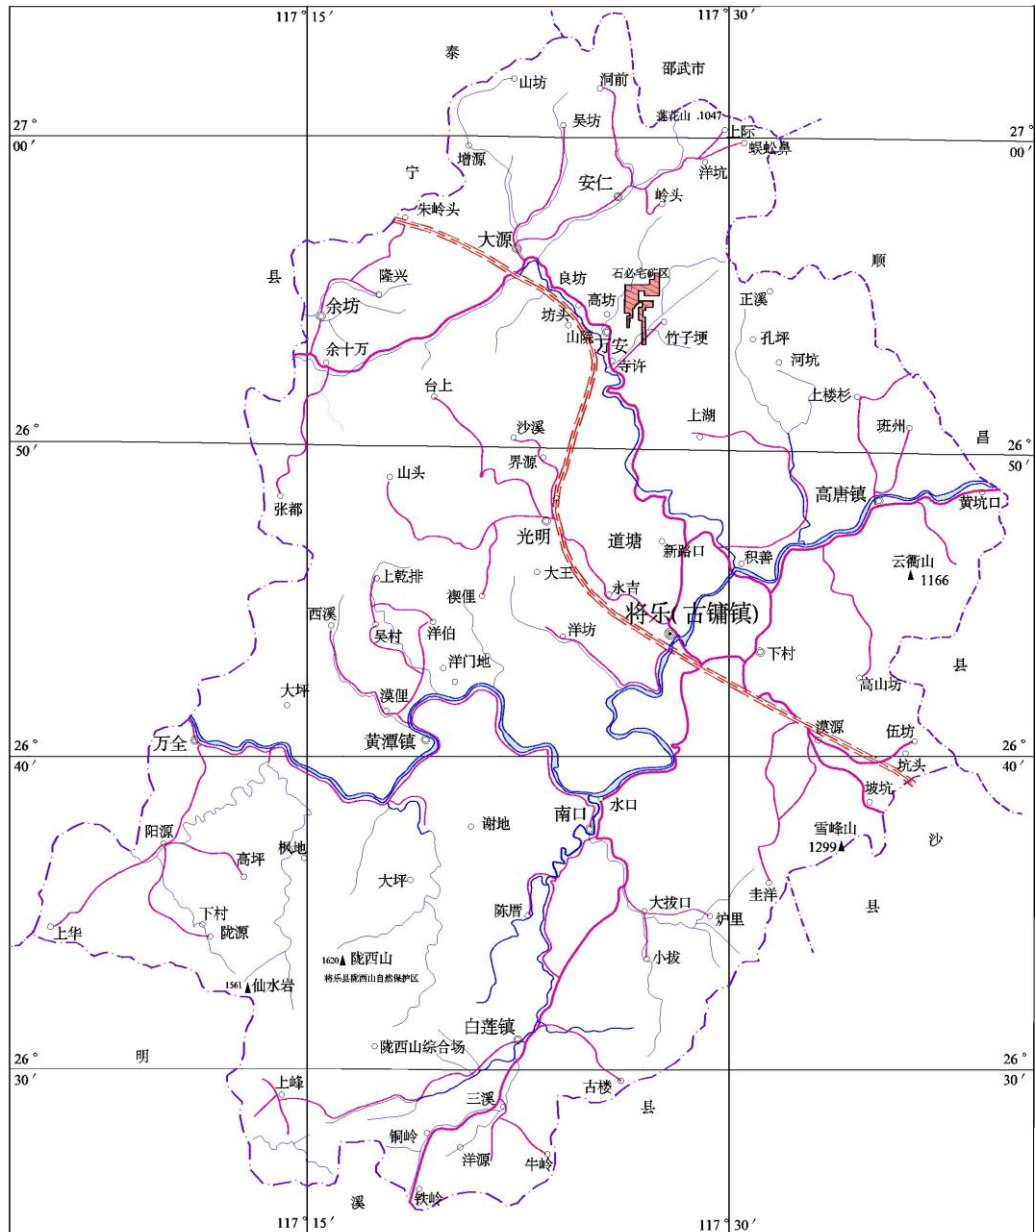 117° 15′
117° 30′
泰
邵武市
山坊
洞前
吴坊
莲花山 .1047
上际
27° 00′
27° 00′
蜈蚣鼻
增源
宁
洋坑
安仁
岭头
朱岭头
大源
县
隆兴
良坊
石必宅矿区
顺
正溪
余坊
高坊
坊头
山院
万安
竹子埂
孔坪
余十万
寺许
河坑
台上
上楼杉
沙溪
上湖
班州
昌
26° 50′
26° 50′
界源
山头
高唐镇
张都
黄坑口
光明
道塘
新路口
积善
云衢山
1166
大王
上乾排
永吉
禊俚
将乐(古镛镇)
西溪
吴村
洋伯
洋坊
下村
洋门地
县
高山坊
大坪
漠俚
万全
黄潭镇
漠源
伍坊
26° 40′
26° 40′
坑头
坡坑
南口
水口
阳源
谢地
雪峰山
1299
沙
枫地
高坪
大坪
圭洋
县
下村
陈厝
大拔口
炉里
上华
陇源
1620
陇西山
小拔
将乐县陇西山自然保护区
1561
仙水岩
白莲镇
明
陇西山综合场
26° 30′
26° 30′
上峰
古楼
三溪
县
铜岭
洋源
牛岭
溪
铁岭
117° 15′
117° 30′